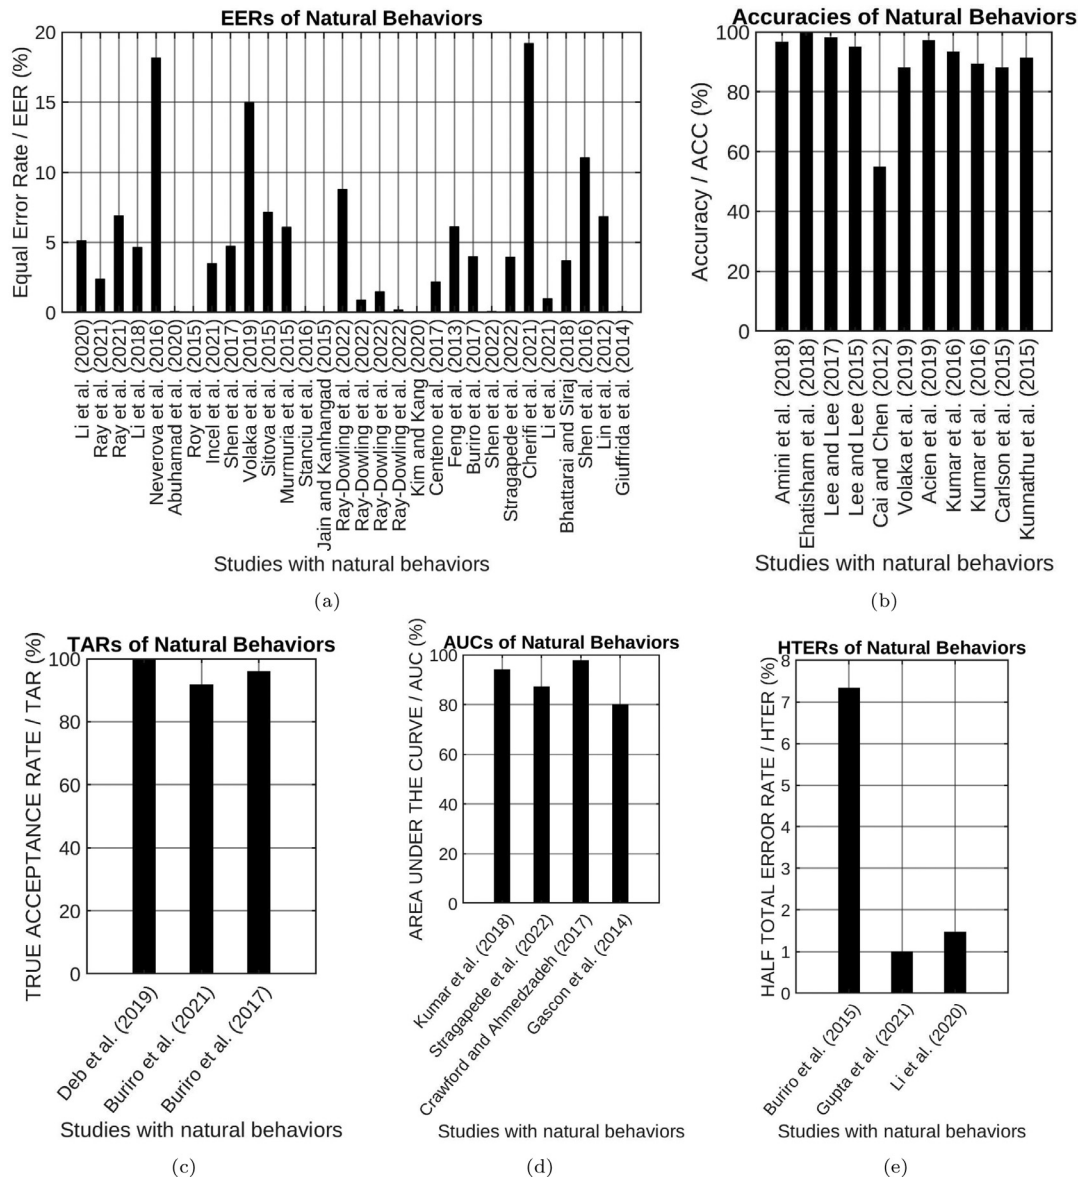 EERs of Natural Behaviors
Equal Error Rate / EER (%)
20
15
10
5
0
Li et al. (2020)
Ray et al. (2021)
Ray et al. (2021)
Li et al. (2018)
Neverova et al. (2016)
Abuhamad et al. (2020)
Roy et al. (2015)
Incel et al. (2021)
Shen et al. (2017)
Volaka et al. (2019)
Sitova et al. (2015)
Murmuria et al. (2015)
Stanciu et al. (2016)
Jain and Kanhangad (2015)
Ray-Dowling et al. (2022)
Ray-Dowling et al. (2022)
Ray-Dowling et al. (2022)
Ray-Dowling et al. (2022)
Kim and Kang (2020)
Centeno et al. (2017)
Feng et al. (2013)
Buriro et al. (2017)
Shen et al. (2022)
Stragapede et al. (2022)
Cherifi et al. (2021)
Li et al. (2021)
Bhattarai and Siraj (2018)
Shen et al. (2016)
Lin et al. (2012)
Giuffrida et al. (2014)
Studies with natural behaviors
(a)
Accuracies of Natural Behaviors
Accuracy / ACC (%)
100
80
60
40
20
0
Amini et al. (2018)
Ehatisham et al. (2018)
Lee and Lee (2017)
Lee and Lee (2015)
Cai and Chen (2012)
Volaka et al. (2019)
Acien et al. (2019)
Kumar et al. (2016)
Kumar et al. (2016)
Carlson et al. (2015)
Kunnathu et al. (2015)
Studies with natural behaviors
(b)
TARs of Natural Behaviors
TRUE ACCEPTANCE RATE / TAR (%)
100
80
60
40
20
0
Deb et al. (2019)
Buriro et al. (2021)
Buriro et al. (2017)
Studies with natural behaviors
(c)
AUCs of Natural Behaviors
AREA UNDER THE CURVE / AUC (%)
100
80
60
40
20
0
Kumar et al. (2018)
Stragapede et al. (2022)
Crawford and Ahmedzadeh (2017)
Gascon et al. (2014)
Studies with natural behaviors
(d)
HTERs of Natural Behaviors
HALF TOTAL ERROR RATE / HTER (%)
8
7
6
5
4
3
2
1
0
Buriro et al. (2015)
Gupta et al. (2021)
Li et al. (2020)
Studies with natural behaviors
(e)